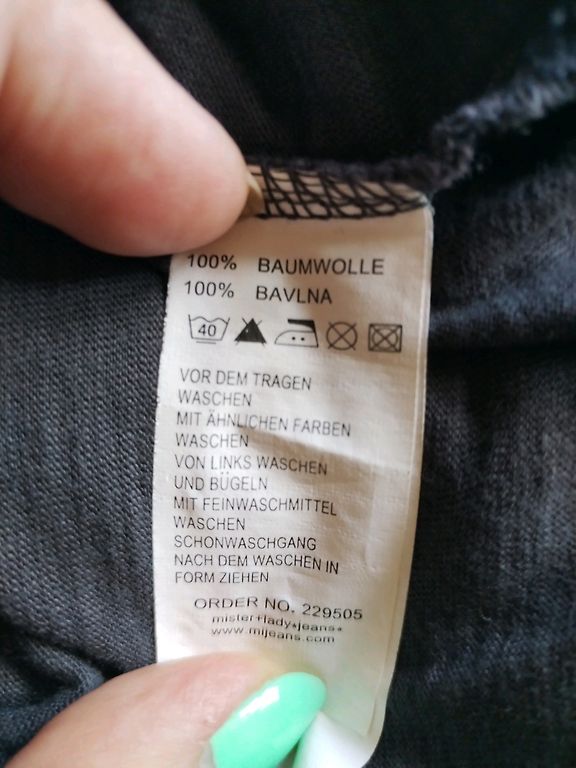 100% BAUMWOLLE
100% BAVLNA
40
VOR DEM TRAGEN
WASCHEN
MIT ÄHNLICHEN FARBEN
WASCHEN
VON LINKS WASCHEN
UND BÜGELN
MIT FEINWASCHMITTEL
WASCHEN
SCHONWASCHGANG
NACH DEM WASCHEN IN
FORM ZIEHEN
ORDER NO. 229505
mister+lady★jeans★
www.mljeans.com